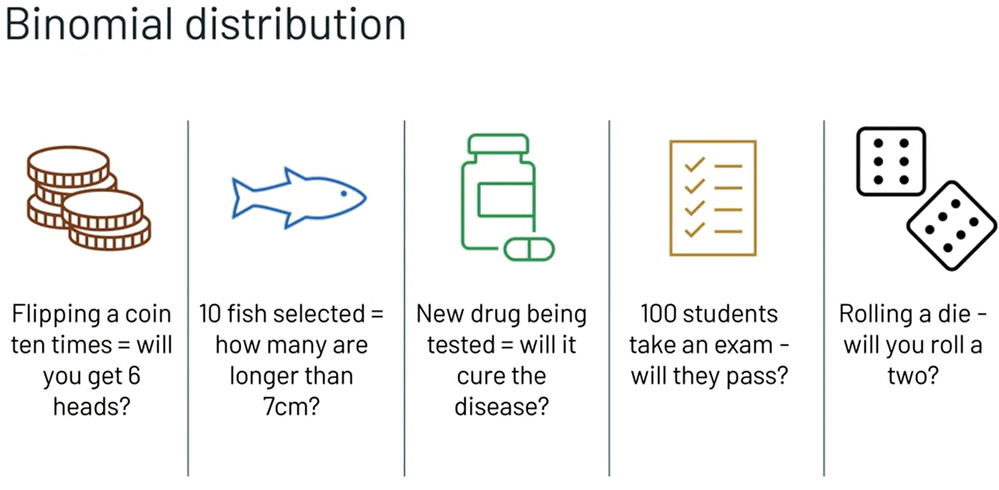 Binomial distribution
Flipping a coin
ten times = will
you get 6
heads?
10 fish selected =
how many are
longer than
7cm?
New drug being
tested = will it
cure the
disease?
100 students
take an exam -
will they pass?
Rolling a die -
will you roll a
two?